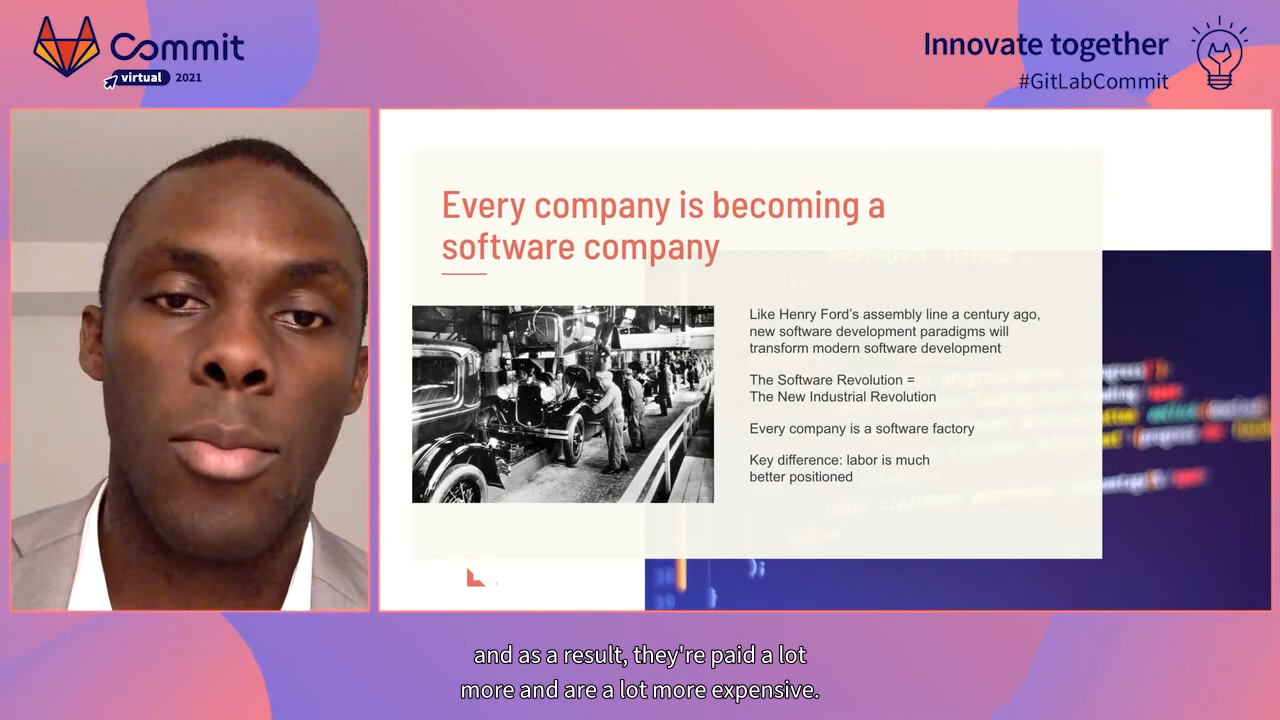 Commit
virtual 2021
Innovate together
#GitLabCommit
Every company is becoming a
software company
Like Henry Ford's assembly line a century ago,
new software development paradigms will
transform modern software development
The Software Revolution =
The New Industrial Revolution
Every company is a software factory
Key difference: labor is much
better positioned
and as a result, they're paid a lot
more and are a lot more expensive.